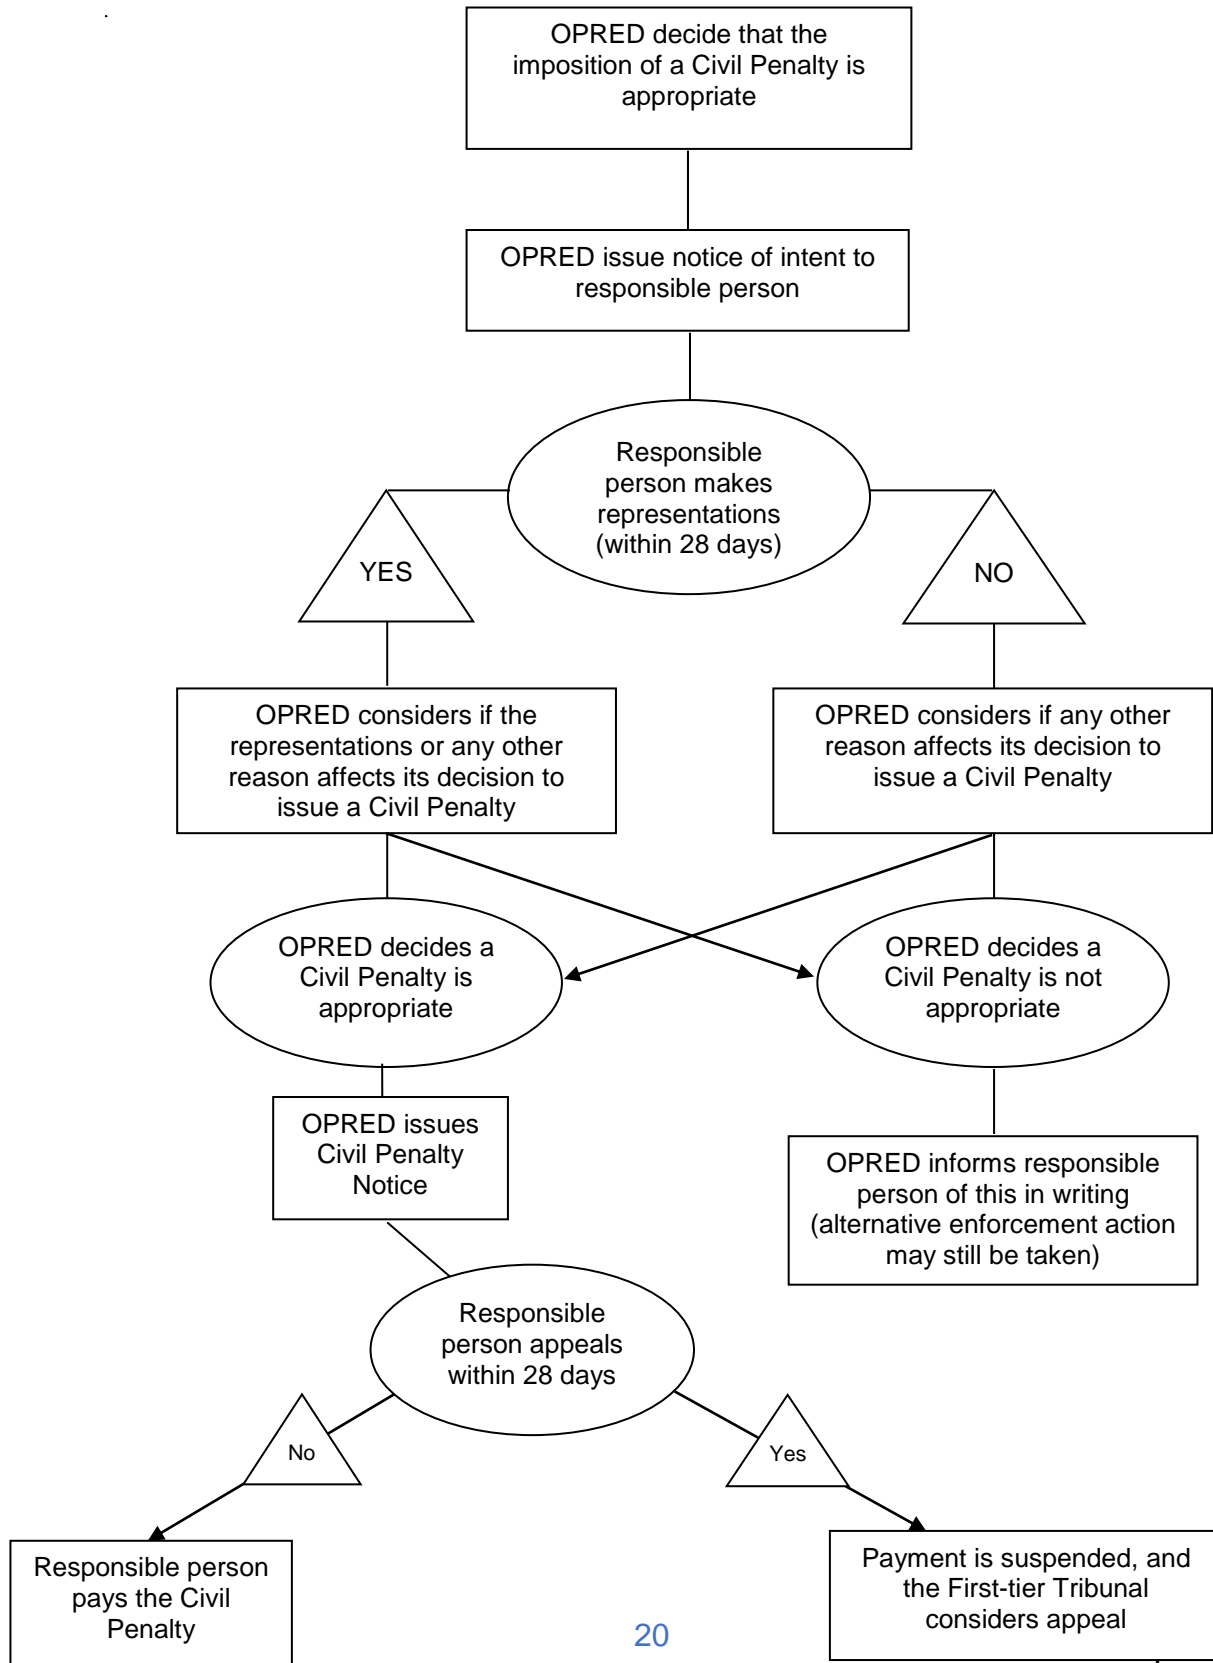 OPRED decide that the
imposition of a Civil Penalty is
appropriate
OPRED issue notice of intent to
responsible person
Responsible
person makes
representations
(within 28 days)
YES
NO
OPRED considers if the
representations or any other
reason affects its decision to
issue a Civil Penalty
OPRED considers if any other
reason affects its decision to
issue a Civil Penalty
OPRED decides a
Civil Penalty is
appropriate
OPRED decides a
Civil Penalty is not
appropriate
OPRED issues
Civil Penalty
Notice
OPRED informs responsible
person of this in writing
(alternative enforcement action
may still be taken)
Responsible
person appeals
within 28 days
No
Yes
Responsible person
pays the Civil
Penalty
Payment is suspended, and
the First-tier Tribunal
considers appeal
20